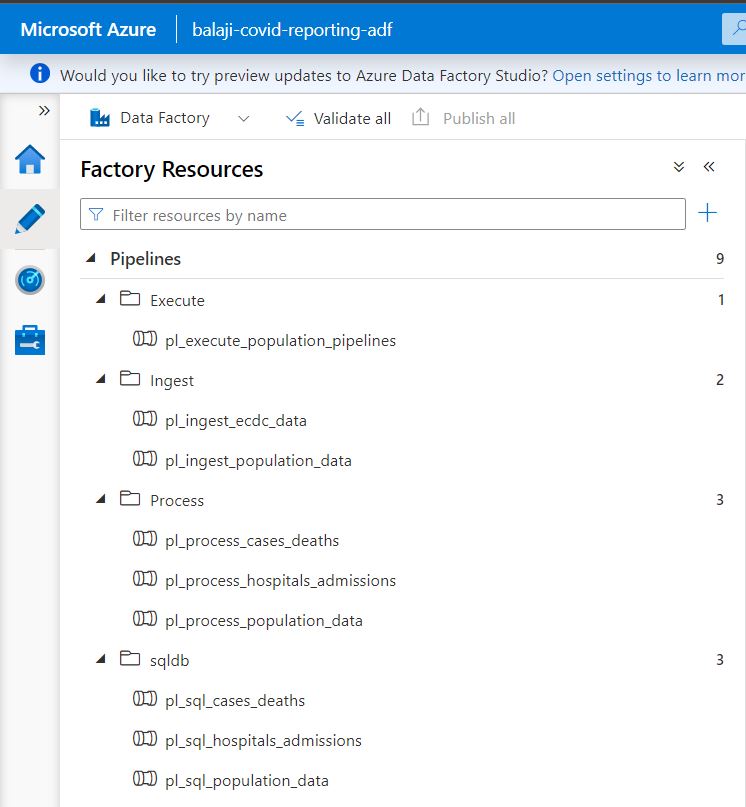 Microsoft Azure balaji-covid-reporting-adf
Would you like to try preview updates to Azure Data Factory Studio? Open settings to learn mor
Data Factory Validate all Publish all
Factory Resources
Filter resources by name
Pipelines 9
Execute 1
pl_execute_population_pipelines
Ingest 2
pl_ingest_ecdc_data
pl_ingest_population_data
Process 3
pl_process_cases_deaths
pl_process_hospitals_admissions
pl_process_population_data
sqldb 3
pl_sql_cases_deaths
pl_sql_hospitals_admissions
pl_sql_population_data